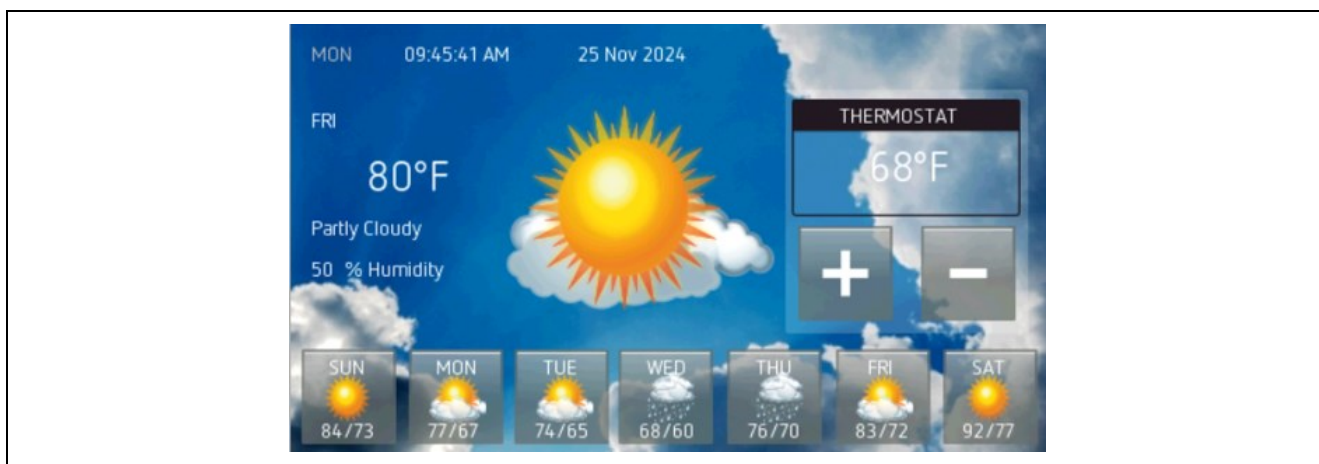 MON 09:45:41 AM 25 Nov 2024
FRI
80°F
Partly Cloudy
50 % Humidity
THERMOSTAT
68°F
+ −
SUN MON TUE WED THU FRI SAT
84/73 77/67 74/65 68/60 76/70 83/72 92/77